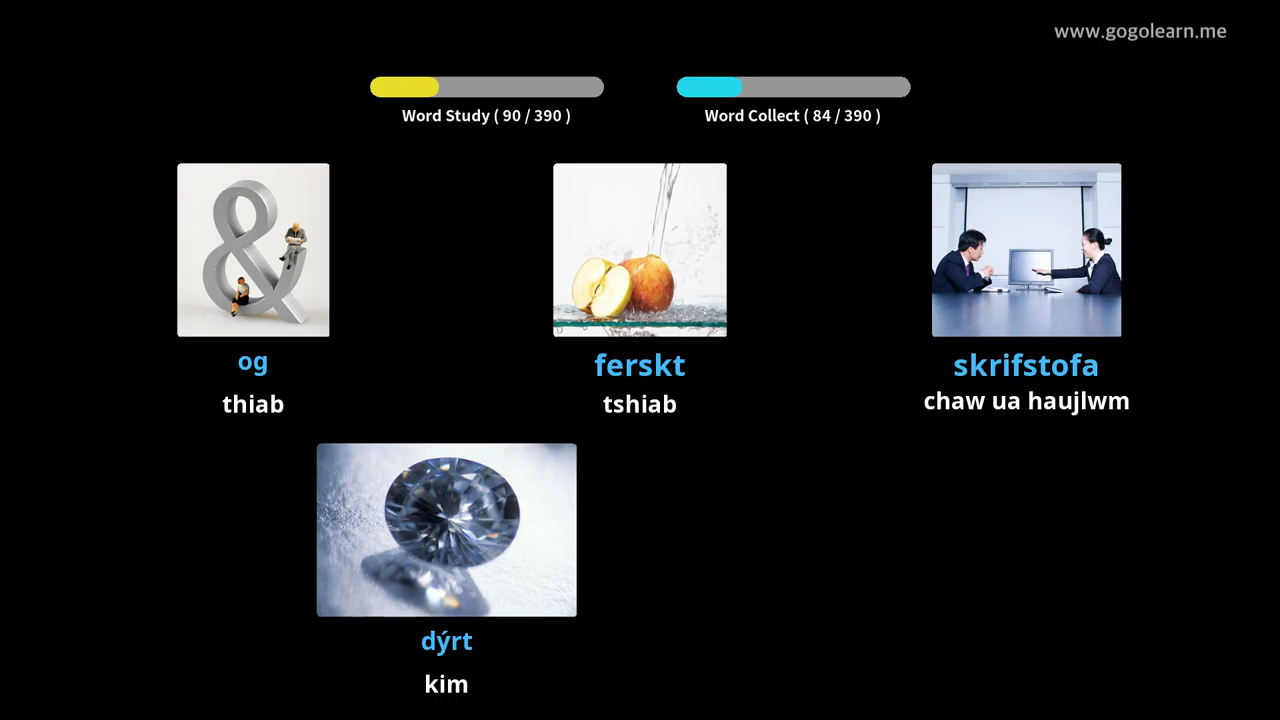 www.gogolearn.me
Word Study ( 90 / 390 )
Word Collect ( 84 / 390 )
og
thiab
ferskt
tshiab
skrifstofa
chaw ua haujlwm
dýrt
kim